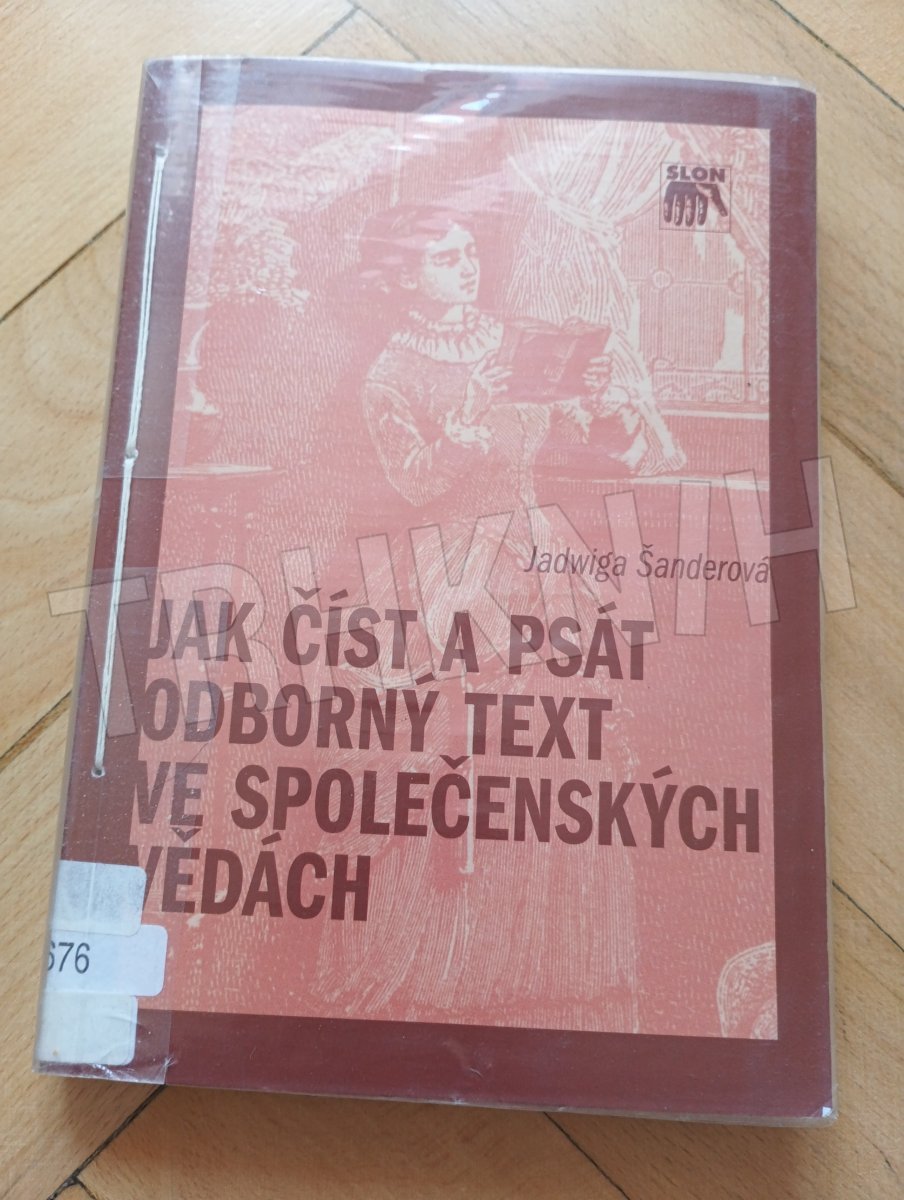 SLON
Jadwiga Šanderová
JAK ČÍST A PSÁT
ODBORNÝ TEXT
VE SPOLEČENSKÝCH
VĚDÁCH
676
TRHKNIH